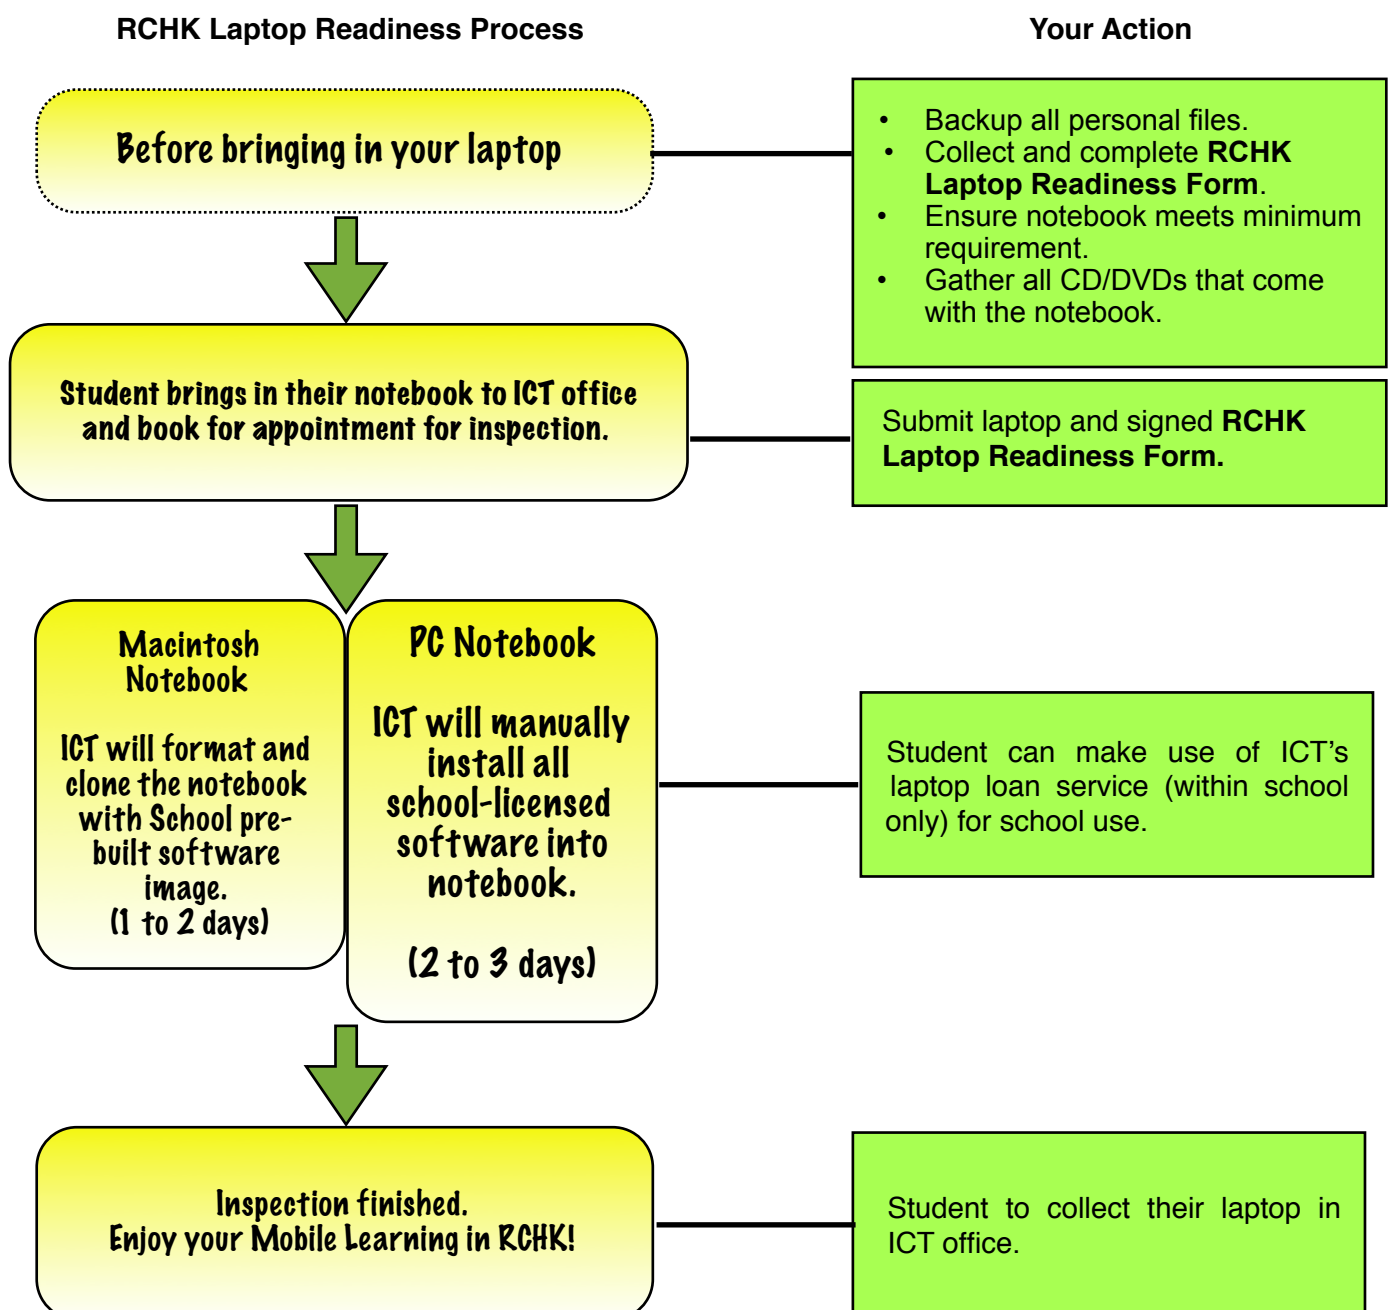 RCHK Laptop Readiness Process
Your Action
Before bringing in your laptop
• Backup all personal files.
• Collect and complete RCHK
Laptop Readiness Form.
• Ensure notebook meets minimum
requirement.
• Gather all CD/DVDs that come
with the notebook.
Student brings in their notebook to ICT office
and book for appointment for inspection.
Submit laptop and signed RCHK
Laptop Readiness Form.
Macintosh
Notebook
ICT will format and
clone the notebook
with School pre-
built software
image.
(1 to 2 days)
PC Notebook
ICT will manually
install all
school-licensed
software into
notebook.
(2 to 3 days)
Student can make use of ICT’s
laptop loan service (within school
only) for school use.
Inspection finished.
Enjoy your Mobile Learning in RCHK!
Student to collect their laptop in
ICT office.